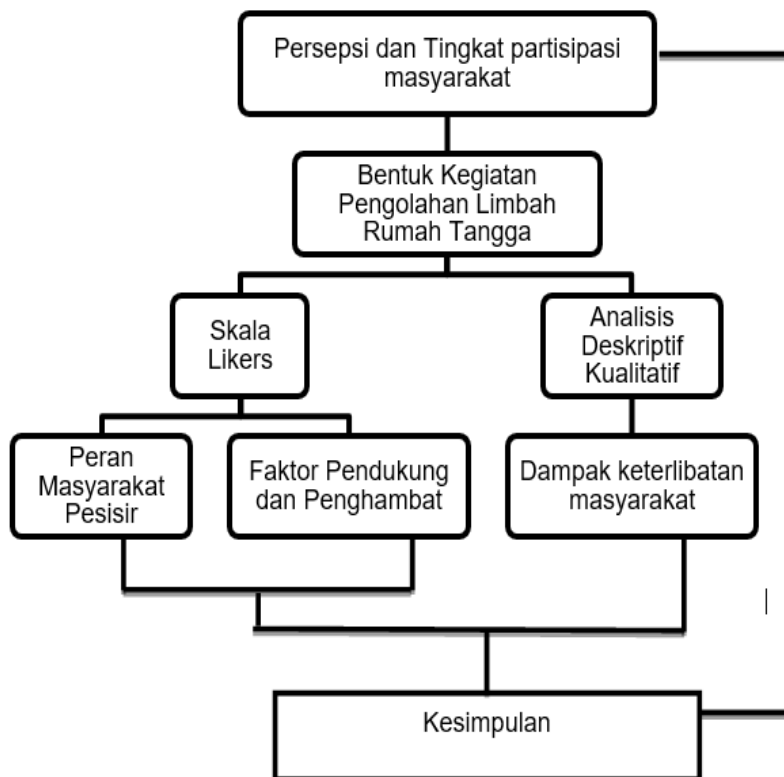 Persepsi dan Tingkat partisipasi
masyarakat
Bentuk Kegiatan
Pengolahan Limbah
Rumah Tangga
Skala
Likers
Analisis
Deskriptif
Kualitatif
Peran
Masyarakat
Pesisir
Faktor Pendukung
dan Penghambat
Dampak keterlibatan
masyarakat
Kesimpulan